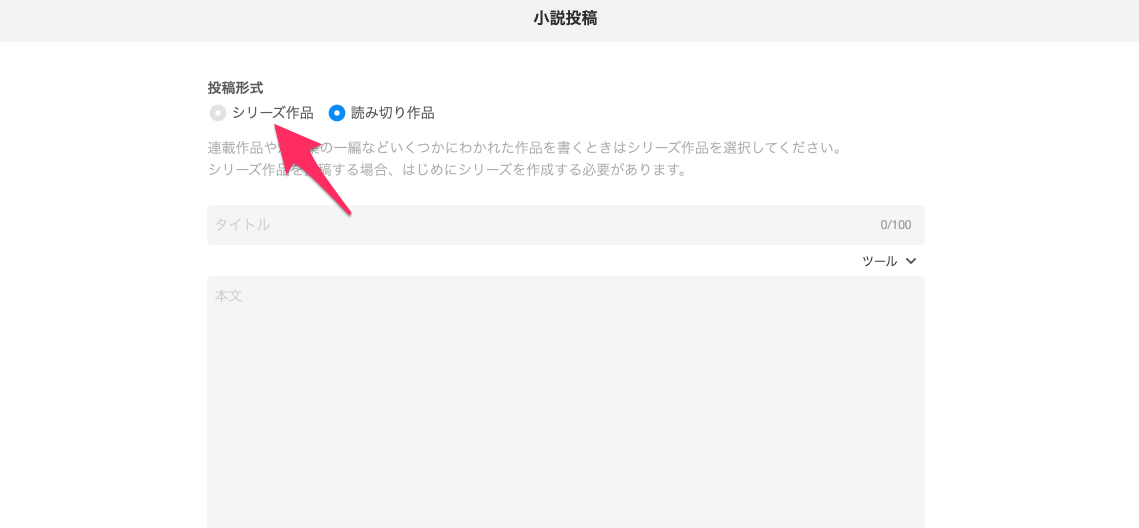 小説投稿
投稿形式
シリーズ作品 読み切り作品
連載作品や の一編などいくつかにわかれた作品を書くときはシリーズ作品を選択してください。
シリーズ作品を 稿する場合、はじめにシリーズを作成する必要があります。
タイトル 0/100
ツール
本文